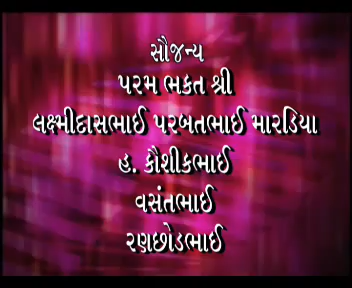 સૌજન્ય
પરમ ભકત શ્રી
લક્ષ્મીદાસભાઈ પરબતભાઈ મારડિયા
હ. કૌશીકભાઈ
વસંતભાઈ
રણછોડભાઈ